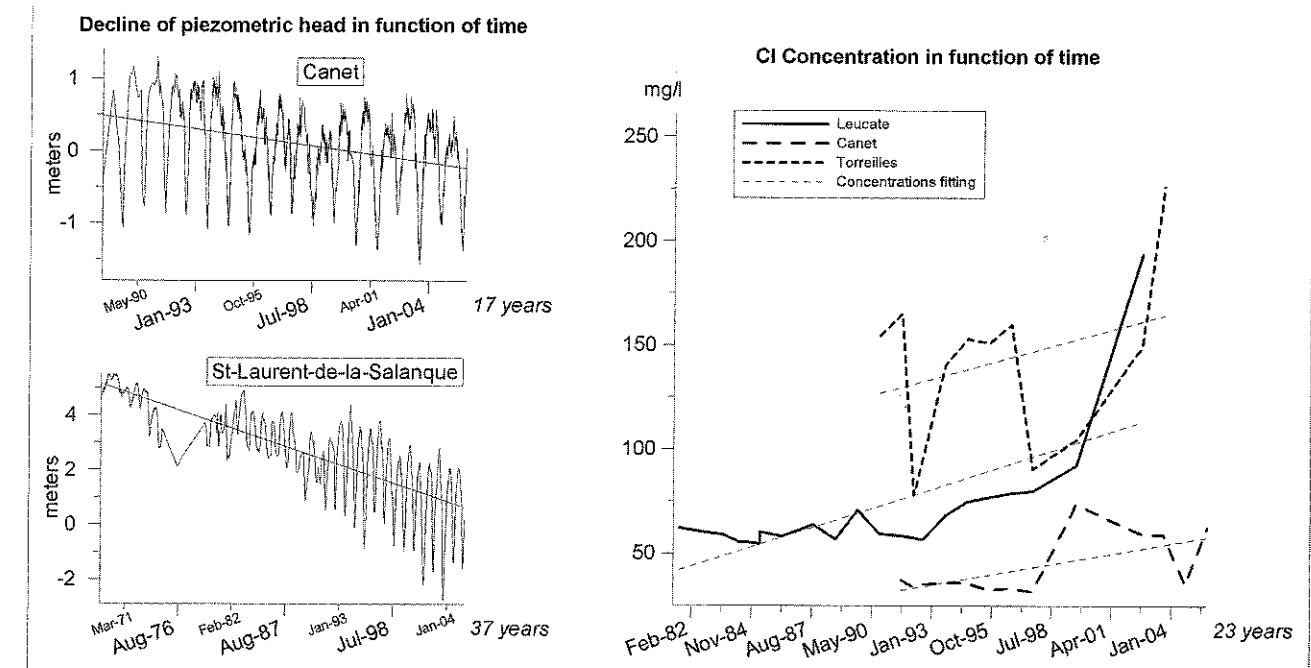 Decline of piezometric head in function of time
Canet
1
0
-1
meters
May-90
Jan-93
Oct-95
Jul-98
Apr-01
Jan-04
17 years
St-Laurent-de-la-Salanque
4
2
0
-2
meters
Mar-71
Aug-76
Feb-82
Aug-87
Jan-93
Jul-98
Jan-04
37 years
Cl Concentration in function of time
mg/l
Leucate
Canet
Torreilles
Concentrations fitting
250
200
150
100
50
Feb-82
Nov-84
Aug-87
May-90
Jan-93
Oct-95
Jul-98
Apr-01
Jan-04
23 years